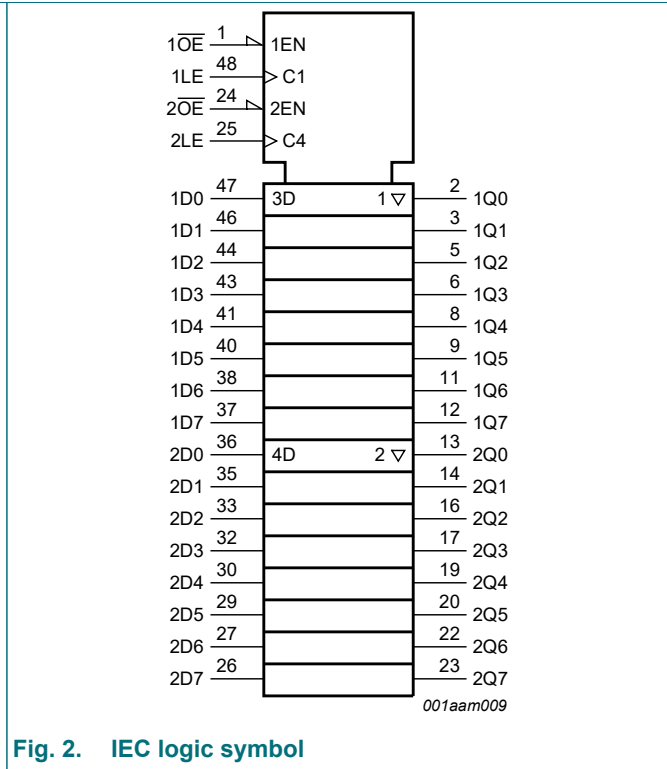 1O̅E̅ 1 1EN
1LE 48 C1
2O̅E̅ 24 2EN
2LE 25 C4
1D0 47 3D 1 ▽ 2 1Q0
1D1 46 3 1Q1
1D2 44 5 1Q2
1D3 43 6 1Q3
1D4 41 8 1Q4
1D5 40 9 1Q5
1D6 38 11 1Q6
1D7 37 12 1Q7
2D0 36 4D 2 ▽ 13 2Q0
2D1 35 14 2Q1
2D2 33 16 2Q2
2D3 32 17 2Q3
2D4 30 19 2Q4
2D5 29 20 2Q5
2D6 27 22 2Q6
2D7 26 23 2Q7
001aam009
Fig. 2. IEC logic symbol